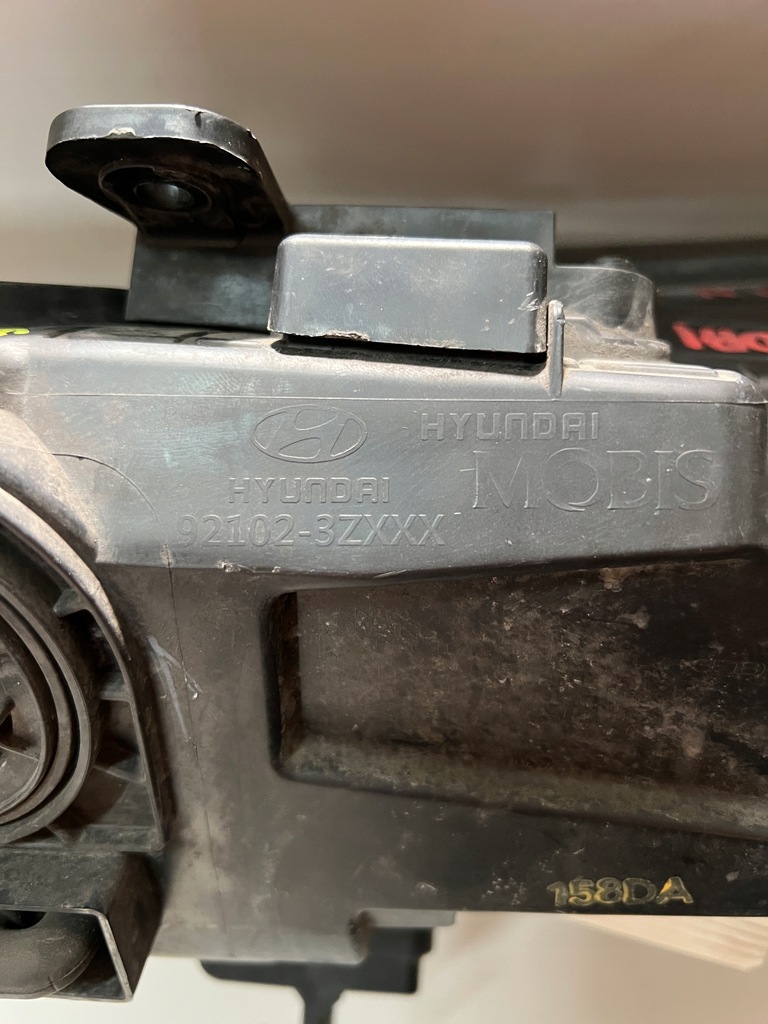 HYUNDAI
HYUNDAI
MOBIS
92102-3ZXXX
158DA